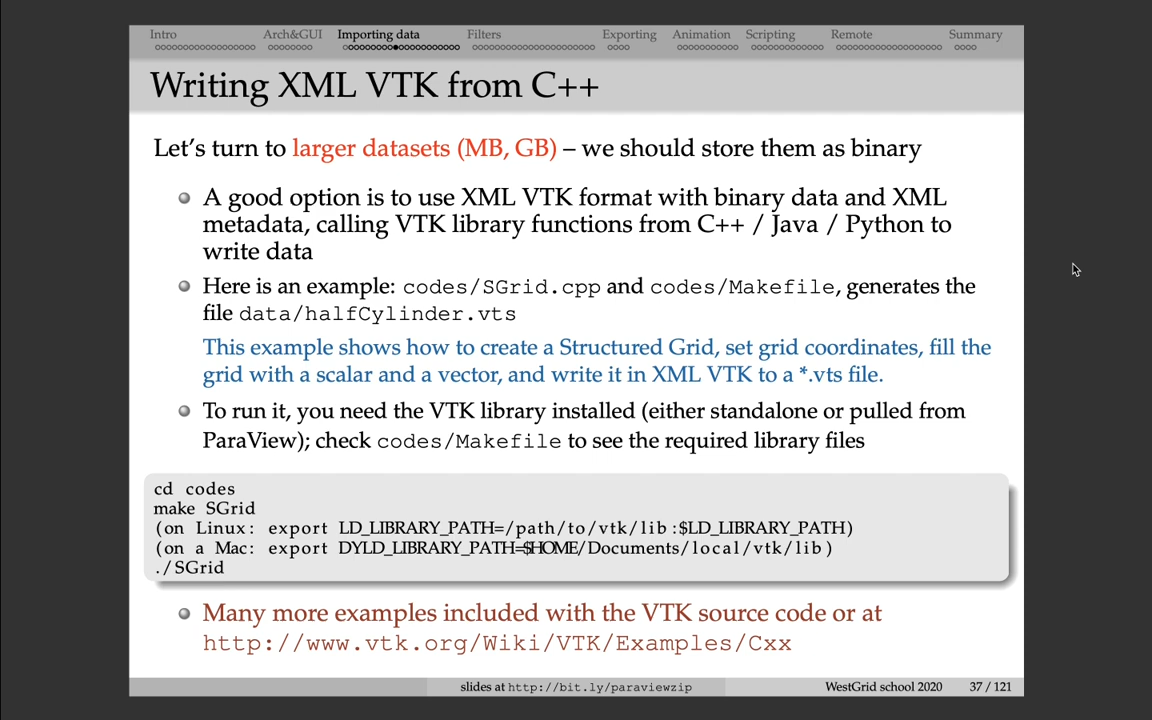 Intro Arch&GUI Importing data Filters Exporting Animation Scripting Remote Summary
Writing XML VTK from C++
Let's turn to larger datasets (MB, GB) – we should store them as binary
A good option is to use XML VTK format with binary data and XML
metadata, calling VTK library functions from C++ / Java / Python to
write data
Here is an example: codes/SGrid.cpp and codes/Makefile, generates the
file data/halfCylinder.vts
This example shows how to create a Structured Grid, set grid coordinates, fill the
grid with a scalar and a vector, and write it in XML VTK to a *.vts file.
To run it, you need the VTK library installed (either standalone or pulled from
ParaView); check codes/Makefile to see the required library files
cd codes
make SGrid
(on Linux: export LD_LIBRARY_PATH=/path/to/vtk/lib:$LD_LIBRARY_PATH)
(on a Mac: export DYLD_LIBRARY_PATH=$HOME/Documents/local/vtk/lib)
./SGrid
Many more examples included with the VTK source code or at
http://www.vtk.org/Wiki/VTK/Examples/Cxx
slides at http://bit.ly/paraviewzip WestGrid school 2020 37 / 121